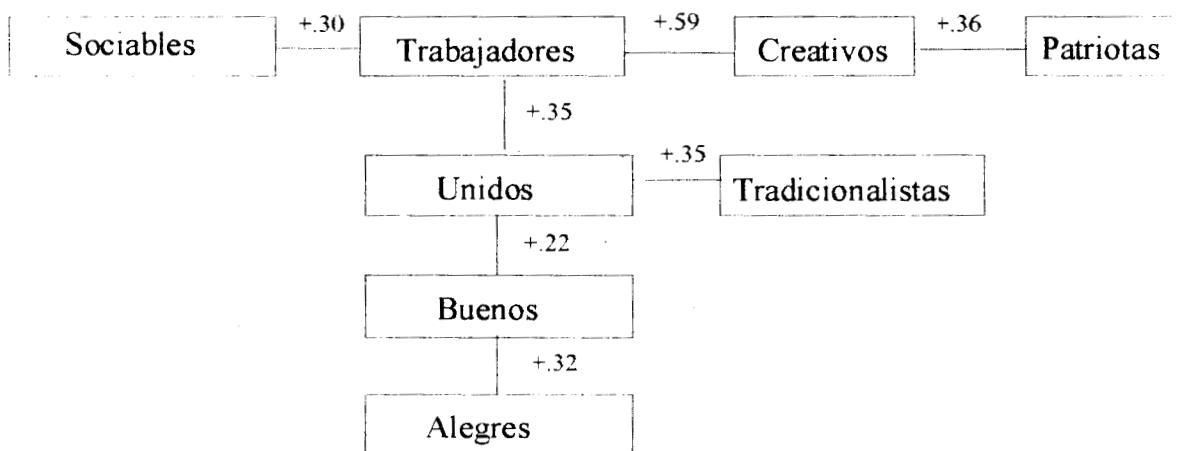 +.30 +.59 +.36
Sociables Trabajadores Creativos Patriotas
+.35
+.35
Unidos Tradicionalistas
+.22
Buenos
+.32
Alegres